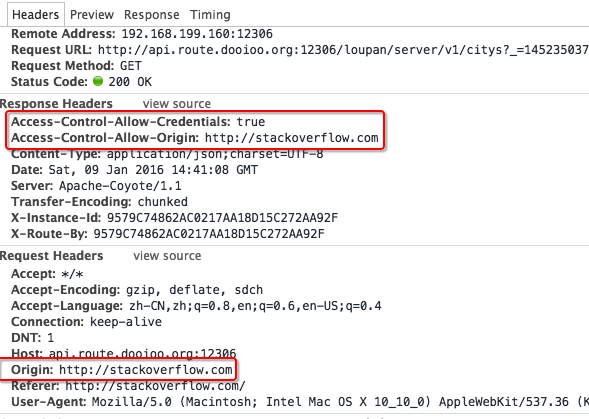 Headers Preview Response Timing
Remote Address: 192.168.199.160:12306
Request URL: http://api.route.dooioo.org:12306/loupan/server/v1/citys?_=145235037
Request Method: GET
Status Code: 200 OK
Response Headers view source
Access-Control-Allow-Credentials: true
Access-Control-Allow-Origin: http://stackoverflow.com
Content-Type: application/json;charset=UTF-8
Date: Sat, 09 Jan 2016 14:41:08 GMT
Server: Apache-Coyote/1.1
Transfer-Encoding: chunked
X-Instance-Id: 9579C74862AC0217AA18D15C272AA92F
X-Route-By: 9579C74862AC0217AA18D15C272AA92F
Request Headers view source
Accept: */*
Accept-Encoding: gzip, deflate, sdch
Accept-Language: zh-CN,zh;q=0.8,en;q=0.6,en-US;q=0.4
Connection: keep-alive
DNT: 1
Host: api.route.dooioo.org:12306
Origin: http://stackoverflow.com
Referer: http://stackoverflow.com/
User-Agent: Mozilla/5.0 (Macintosh; Intel Mac OS X 10_10_0) AppleWebKit/537.36 (K